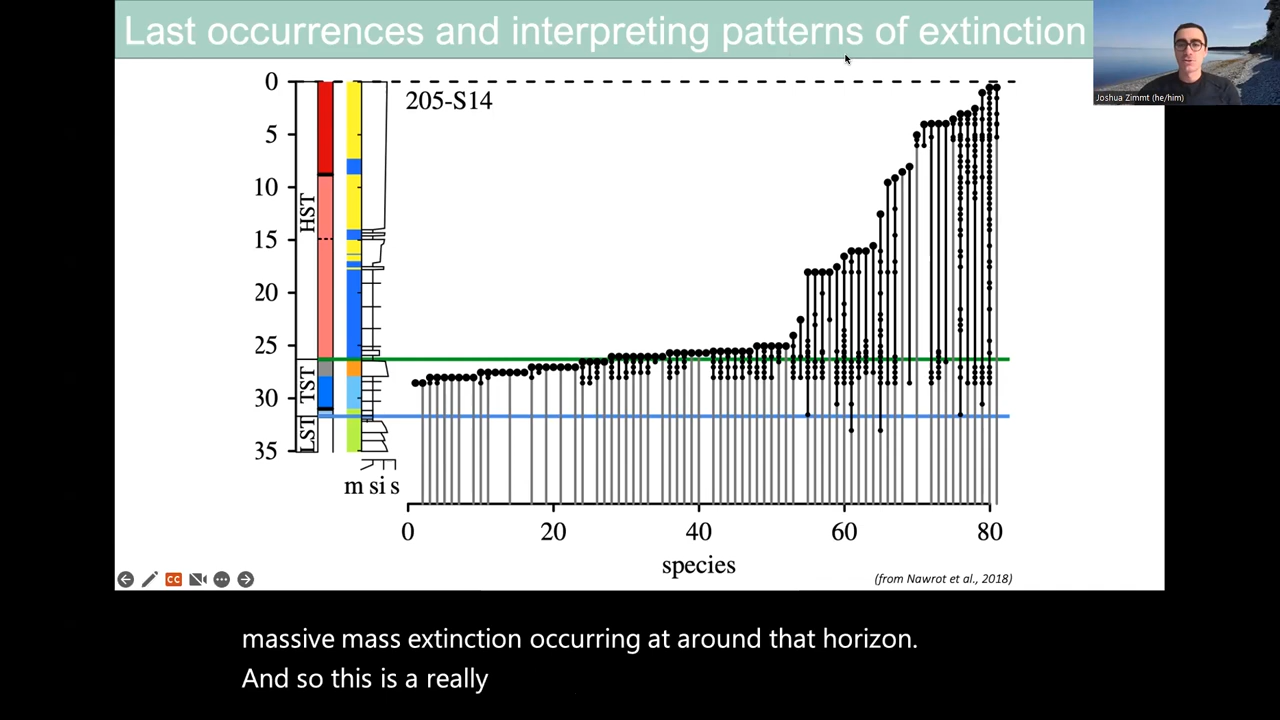 Last occurrences and interpreting patterns of extinction
Joshua Zimmt (he/him)
205-S14
0
5
10
15
20
25
30
35
HST
TST
LST
m si s
0 20 40 60 80
species
(from Nawrot et al., 2018)
CC
massive mass extinction occurring at around that horizon.
And so this is a really